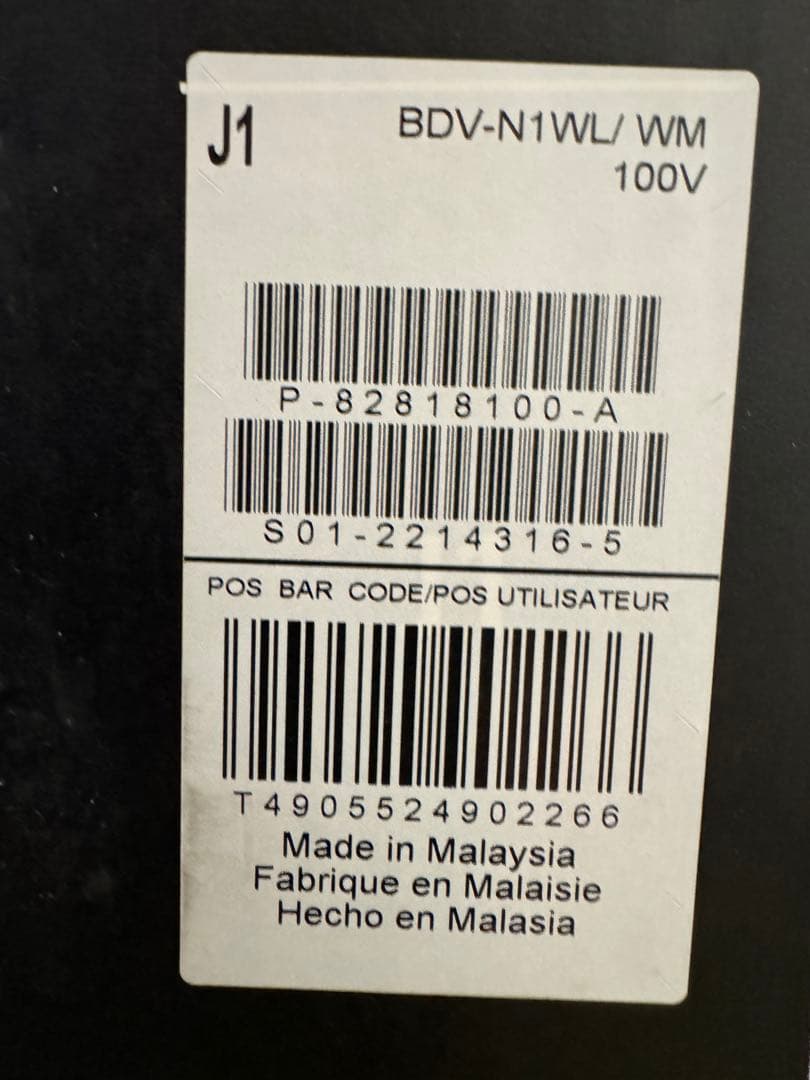 J1
BDV-N1WL/ WM
100V
P-82818100-A
S01-2214316-5
POS BAR CODE/POS UTILISATEUR
T4905524902266
Made in Malaysia
Fabrique en Malaisie
Hecho en Malasia